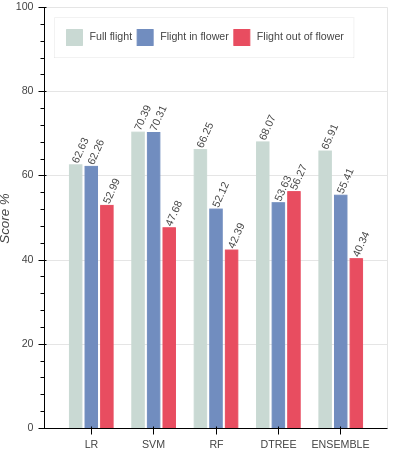 100
80
60
40
20
0
Score %
Full flight
Flight in flower
Flight out of flower
62.63
62.26
52.99
70.39
70.31
47.68
66.25
52.12
42.39
68.07
53.63
56.27
65.91
55.41
40.34
LR
SVM
RF
DTREE
ENSEMBLE